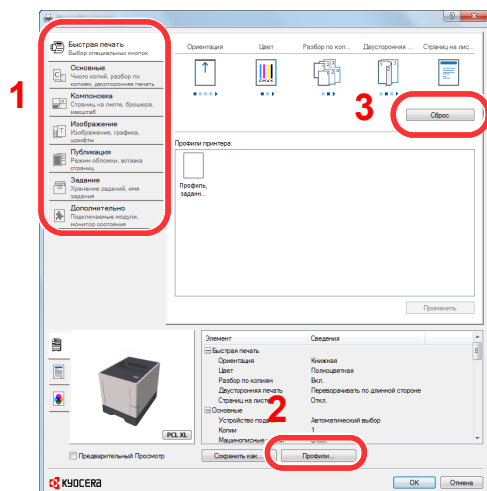 Быстрая печать
Выбор специальных кнопок
Основные
Число копий, разбор по
копиям, двусторонняя печать
Компоновка
Страниц на листе, брошюра,
масштаб
Изображение
Изображение, графика,
шрифты
Публикация
Режим обложки, вставка
страниц
Задание
Хранение заданий, имя
задания
Дополнительно
Подключаемые модули,
монитор состояния
1
Ориентация Цвет Разбор по коп... Двусторонняя ... Страниц на лис...
CMYK
3
Сброс
Профили принтера:
Профиль,
заданн...
Применить
Элемент Сведения
Быстрая печать
Ориентация Книжная
Цвет Полноцветная
Разбор по копиям Вкл.
Двусторонняя печать Переворачивать по длинной стороне
Страниц на листе Откл.
Основные
Устройство пода Автоматический выбор
Копии 1
Машинописные
2
PCL XL
Предварительный Просмотр
Сохранить как... Профили...
KYOCERA
OK Отмена